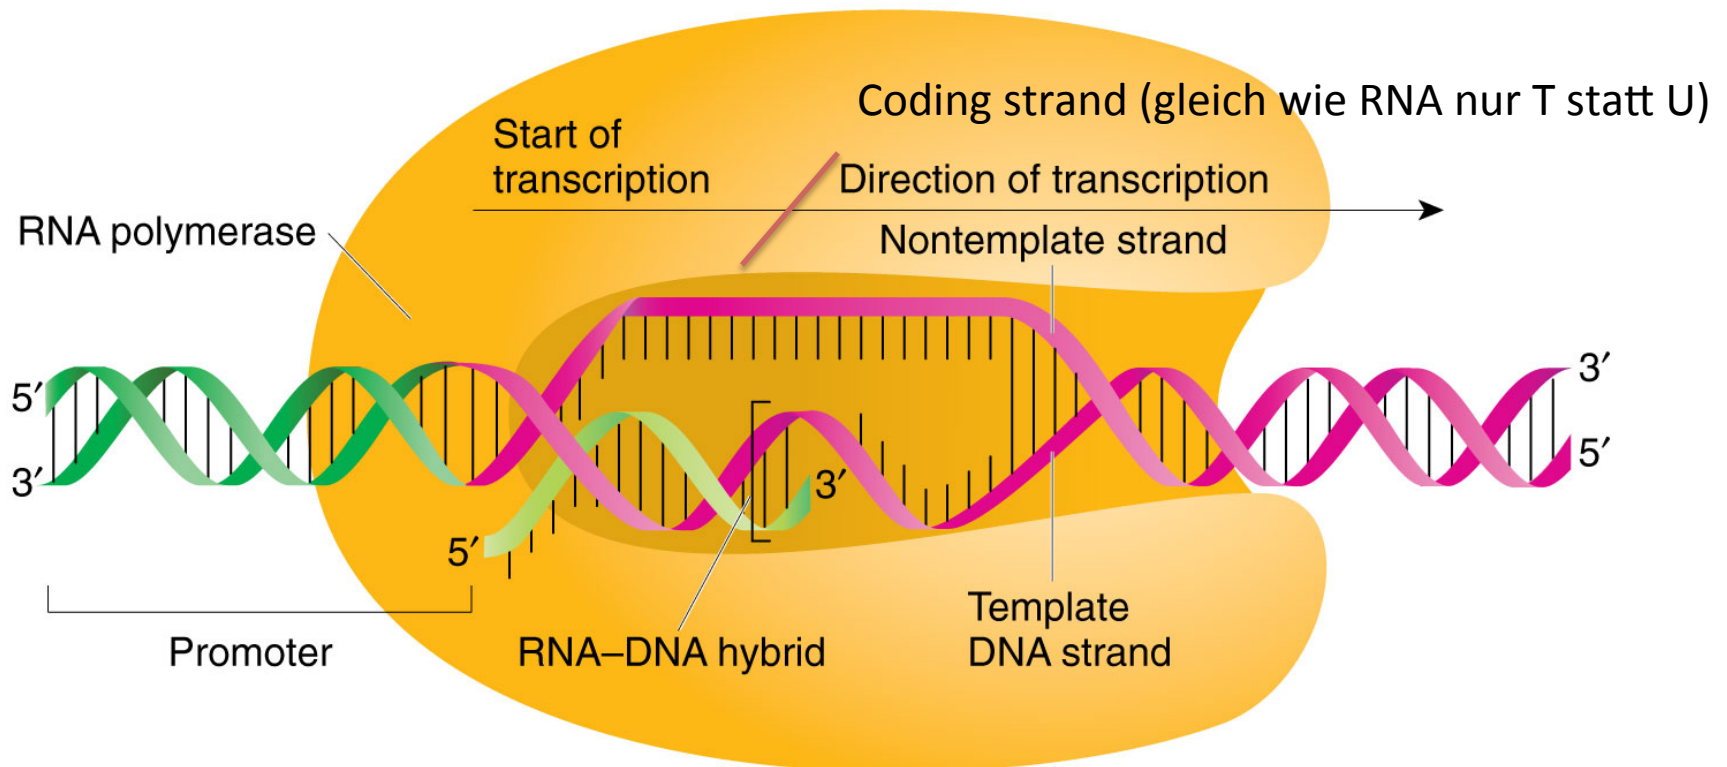 Coding strand (gleich wie RNA nur T statt U)
Start of
transcription
Direction of transcription
RNA polymerase
Nontemplate strand
5′
3′
3′
5′
3′
5′
Promoter
RNA–DNA hybrid
Template
DNA strand